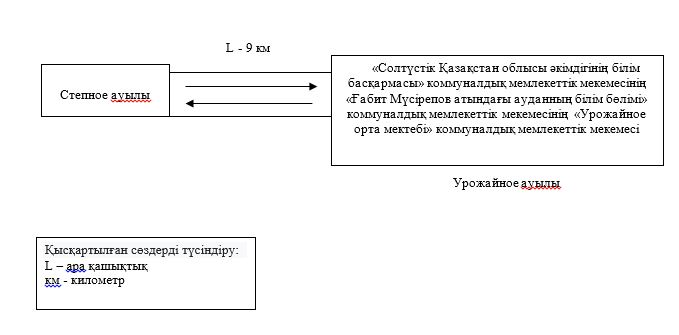 L - 9 км
Степное ауылы
«Солтүстік Қазақстан облысы әкімдігінің білім
басқармасы» коммуналдық мемлекеттік мекемесінің
«Ғабит Мүсірепов атындағы ауданның білім бөлімі»
коммуналдық мемлекеттік мекемесінің «Урожайное
орта мектебі» коммуналдық мемлекеттік мекемесі
Урожайное ауылы
Қысқартылған сөздерді түсіндіру:
L – ара қашықтық
км - километр